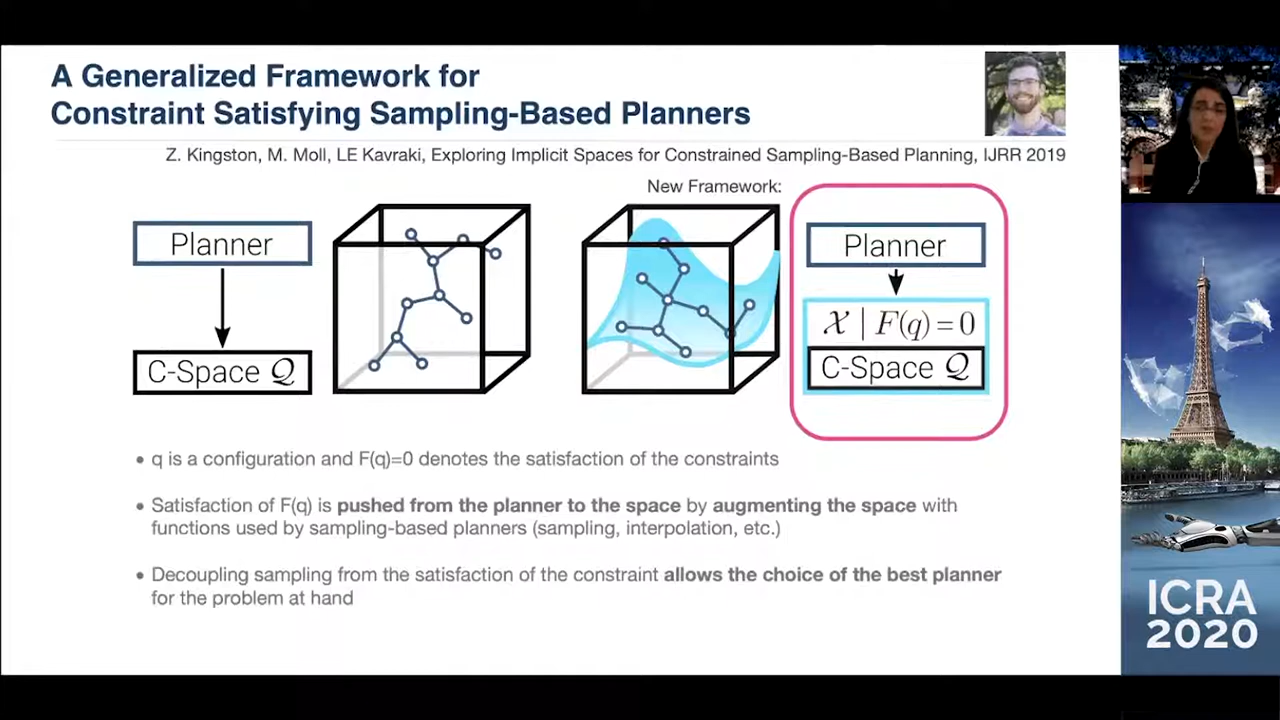 A Generalized Framework for
Constraint Satisfying Sampling-Based Planners
Z. Kingston, M. Moll, LE Kavraki, Exploring Implicit Spaces for Constrained Sampling-Based Planning, IJRR 2019
New Framework:
Planner
C-Space 𝒬
Planner
𝒳 | F(q) = 0
C-Space 𝒬
• q is a configuration and F(q)=0 denotes the satisfaction of the constraints
• Satisfaction of F(q) is pushed from the planner to the space by augmenting the space with
functions used by sampling-based planners (sampling, interpolation, etc.)
• Decoupling sampling from the satisfaction of the constraint allows the choice of the best planner
for the problem at hand
ICRA
2020